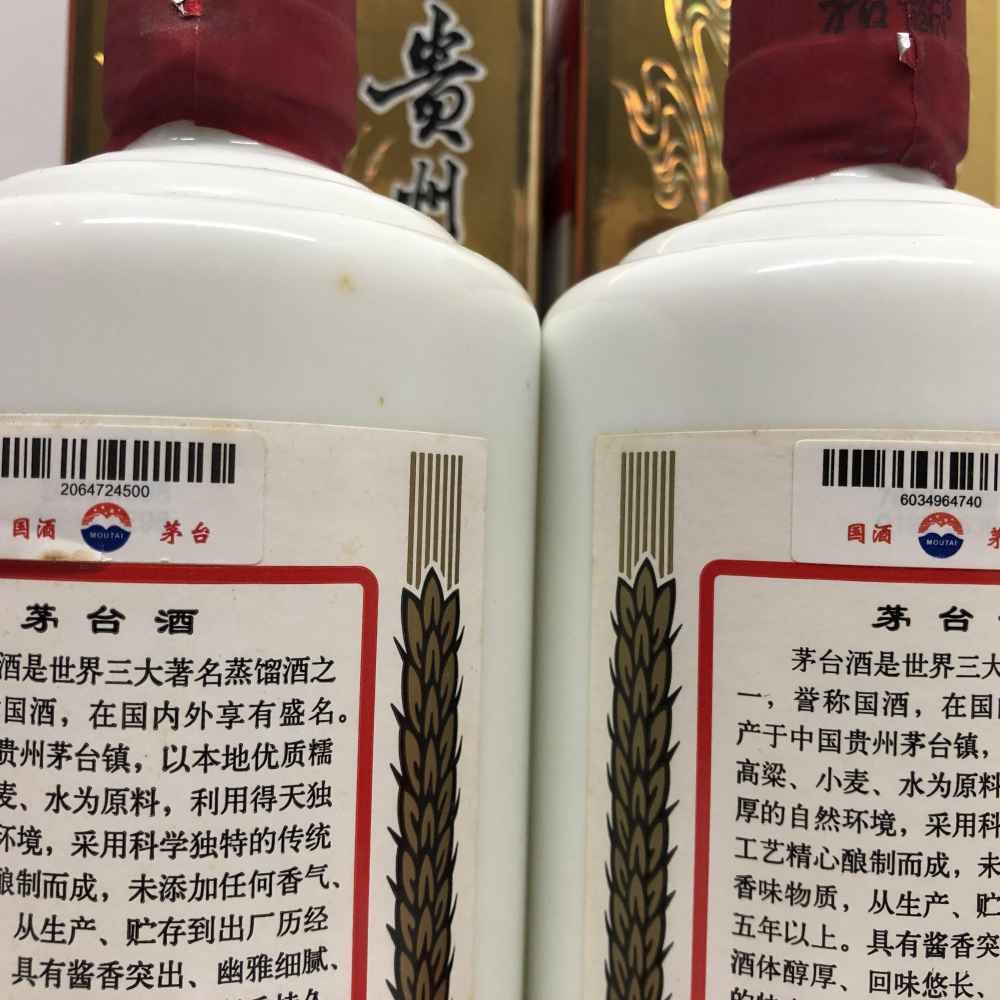 貴州
2064724500
国酒
MOUTAI
茅台
茅台酒
酒是世界三大著名蒸馏酒之
国酒，在国内外享有盛名。
贵州茅台镇，以本地优质糯
麦、水为原料，利用得天独
环境，采用科学独特的传统
酿制而成，未添加任何香气、
从生产、贮存到出厂历经
具有酱香突出、幽雅细腻、
6034964740
国酒
MOUTAI
茅
茅台
茅台酒是世界三大
一，誉称国酒，在国
产于中国贵州茅台镇，
高粱、小麦、水为原料
厚的自然环境，采用科
工艺精心酿制而成，未
香味物质，从生产、贮
五年以上。具有酱香突
酒体醇厚、回味悠长、